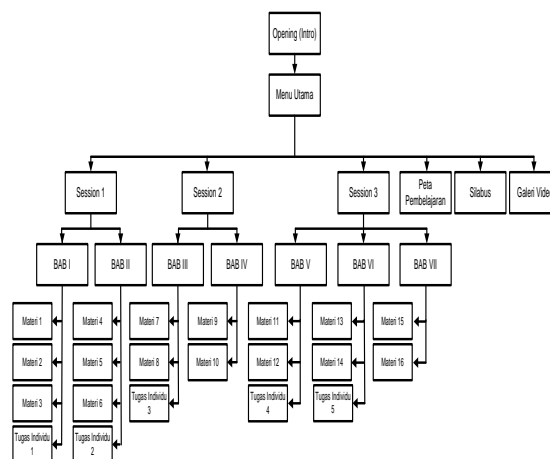 Opening (Intro)
Menu Utama
Session 1
Session 2
Session 3
Peta
Pembelajaran
Silabus
Galeri Video
BAB I
BAB II
BAB III
BAB IV
BAB V
BAB VI
BAB VII
Materi 1
Materi 4
Materi 7
Materi 9
Materi 11
Materi 13
Materi 15
Materi 2
Materi 5
Materi 8
Materi 10
Materi 12
Materi 14
Materi 16
Materi 3
Materi 6
Tugas Individu
3
Tugas Individu
4
Tugas Individu
5
Tugas Individu
1
Tugas Individu
2